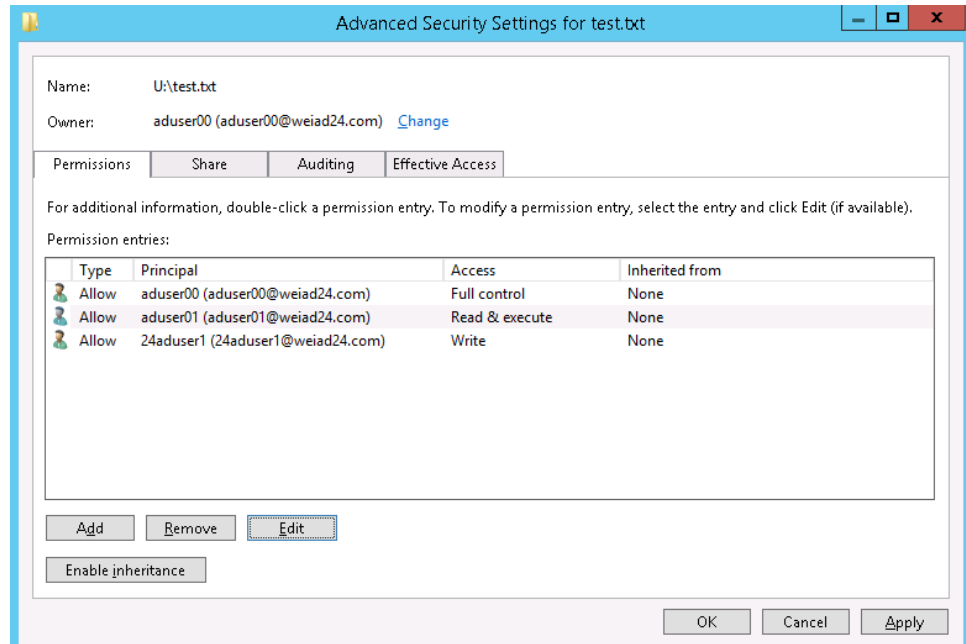 Advanced Security Settings for test.txt
Name: U:\test.txt
Owner: aduser00 (aduser00@weiad24.com) Change
Permissions Share Auditing Effective Access
For additional information, double-click a permission entry. To modify a permission entry, select the entry and click Edit (if available).
Permission entries:
Type Principal Access Inherited from
Allow aduser00 (aduser00@weiad24.com) Full control None
Allow aduser01 (aduser01@weiad24.com) Read & execute None
Allow 24aduser1 (24aduser1@weiad24.com) Write None
Add Remove Edit
Enable inheritance
OK Cancel Apply